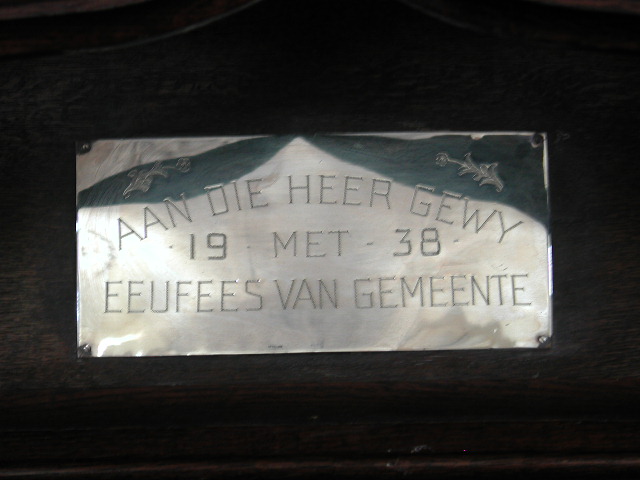 AAN DIE HEER GEWY
- 19 - MET - 38 -
EEUFEES VAN GEMEENTE